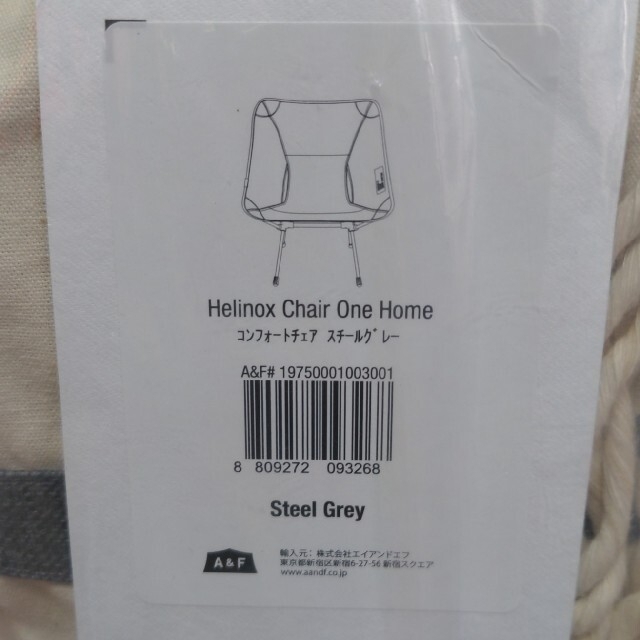 Helinox Chair One Home
コンフォートチェア スチールグレー
A&F# 19750001003001
8 809272 093268
Steel Grey
A&F
輸入元: 株式会社エイアンドエフ
東京都新宿区新宿6-27-56 新宿スクエア
www.aandf.co.jp